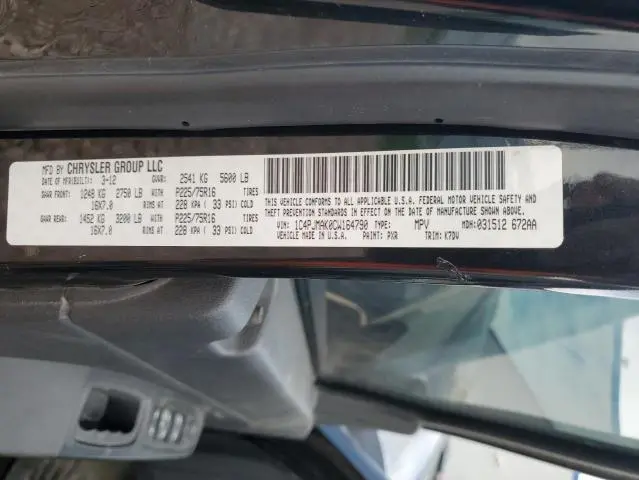 MFD BY CHRYSLER GROUP LLC
DATE OF MFR(BUILT): 3-12 GVWR: 2541 KG 5600 LB
GAWR FRONT: 1248 KG 2750 LB WITH P225/75R16 TIRES
16X7.0 RIMS AT 228 KPA ( 33 PSI) COLD
GAWR REAR: 1452 KG 3200 LB WITH P225/75R16 TIRES
16X7.0 RIMS AT 228 KPA ( 33 PSI) COLD
THIS VEHICLE CONFORMS TO ALL APPLICABLE U.S.A. FEDERAL MOTOR VEHICLE SAFETY AND
THEFT PREVENTION STANDARDS IN EFFECT ON THE DATE OF MANUFACTURE SHOWN ABOVE.
VIN: 1C4PJMAK0CW164790 TYPE: MPV MDH: 031512 672AA
VEHICLE MADE IN U.S.A. PAINT: PXR TRIM: K7DV